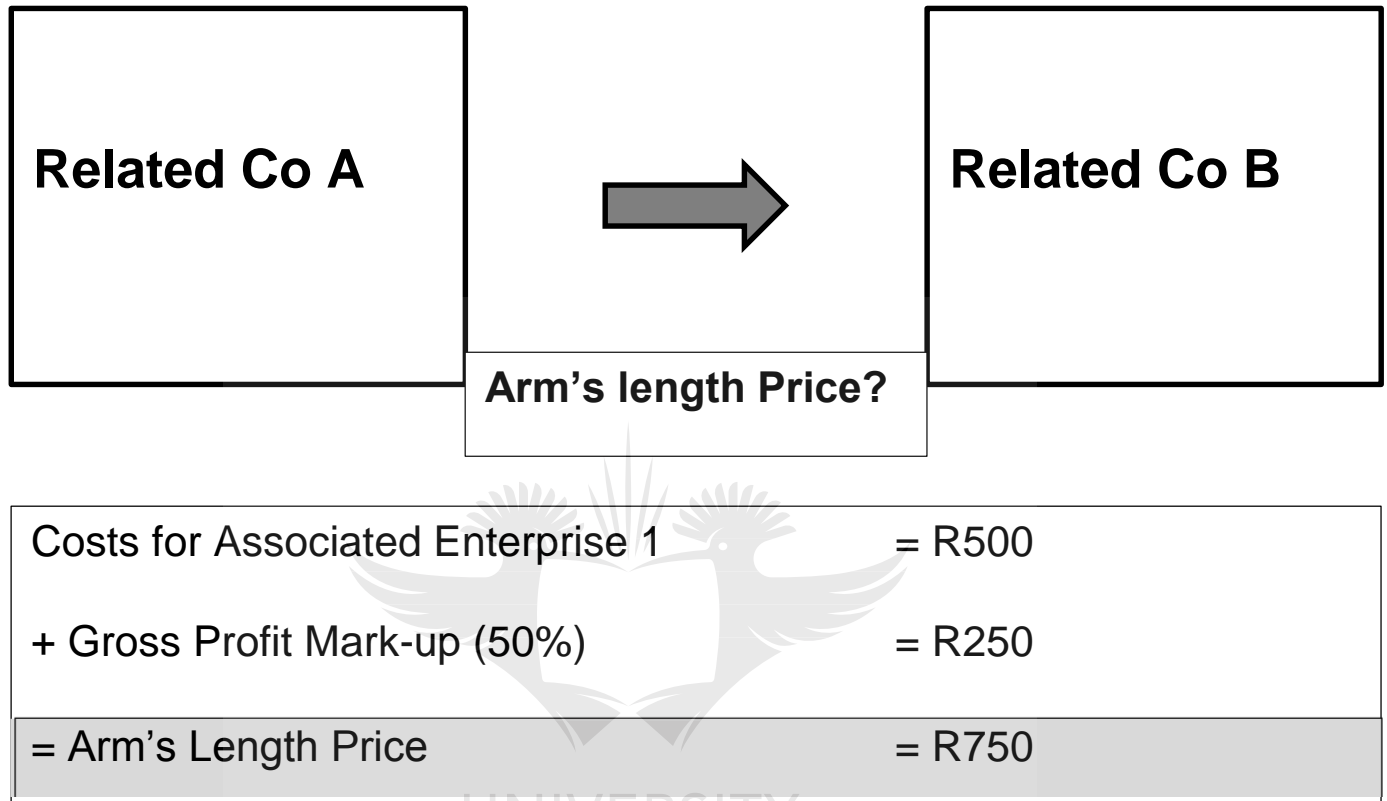 Related Co A
Related Co B
Arm’s length Price?
Costs for Associated Enterprise 1 = R500
+ Gross Profit Mark-up (50%) = R250
= Arm’s Length Price = R750
UNIVERSITY